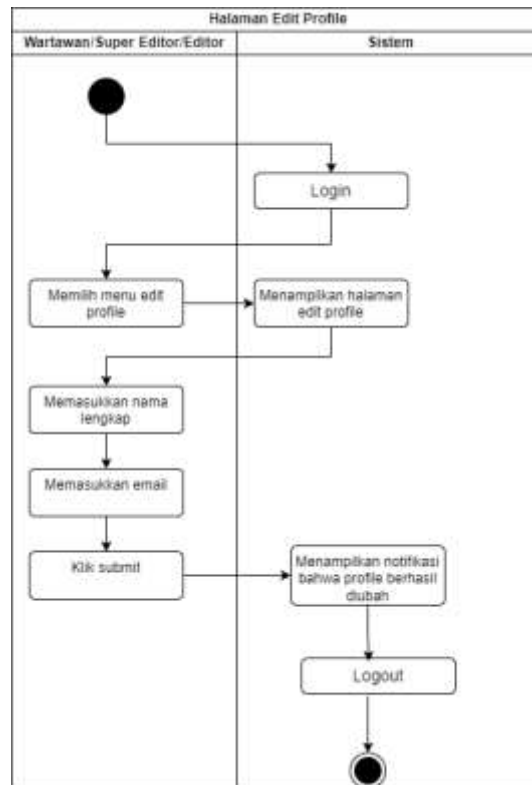 Halaman Edit Profile
Wartawan/Super Editor/Editor
Sistem
Login
Memilih menu edit
profile
Menampilkan halaman
edit profile
Memasukkan nama
lengkap
Memasukkan email
Klik submit
Menampilkan notifikasi
bahwa profile berhasil
diubah
Logout